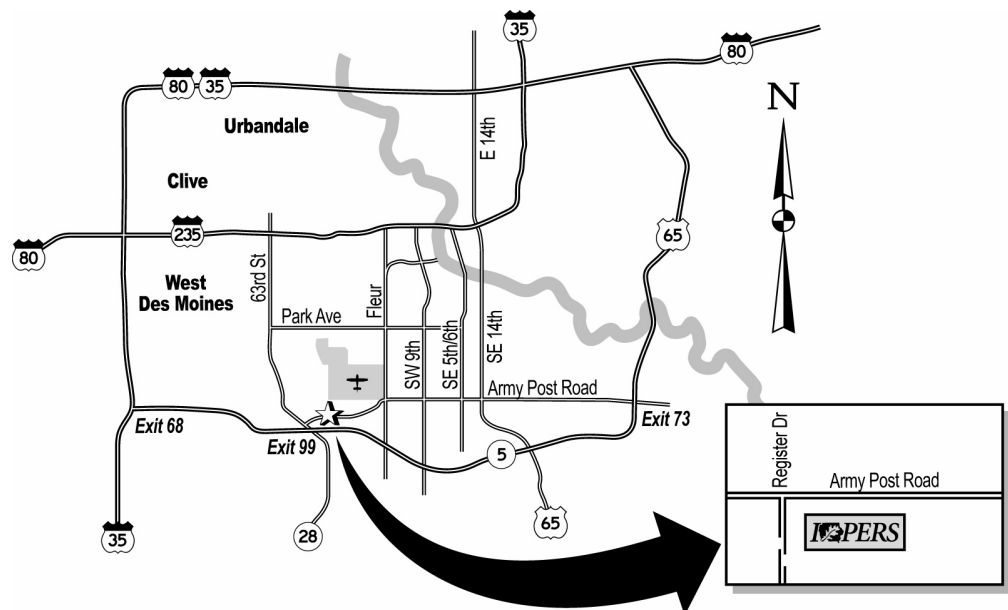 35
80
80 35
N
Urbandale
E 14th
Clive
235
65
80
63rd St
West
Des Moines
Fleur
Park Ave
SW 9th
SE 5th/6th
SE 14th
Army Post Road
Exit 68
Exit 99
Exit 73
5
Register Dr
Army Post Road
65
35
28
IPERS